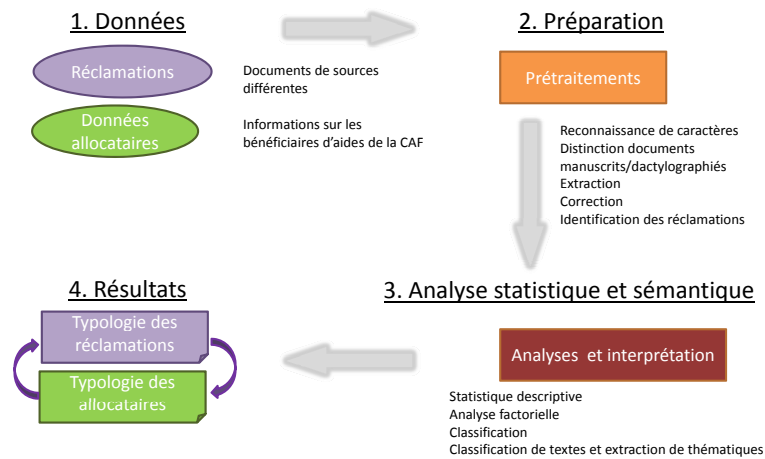 1. Données
Réclamations
Documents de sources
différentes
Données
allocataires
Informations sur les
bénéficiaires d'aides de la CAF
2. Préparation
Prétraitements
Reconnaissance de caractères
Distinction documents
manuscrits/dactylographiés
Extraction
Correction
Identification des réclamations
3. Analyse statistique et sémantique
Analyses et interprétation
Statistique descriptive
Analyse factorielle
Classification
Classification de textes et extraction de thématiques
4. Résultats
Typologie des
réclamations
Typologie des
allocataires